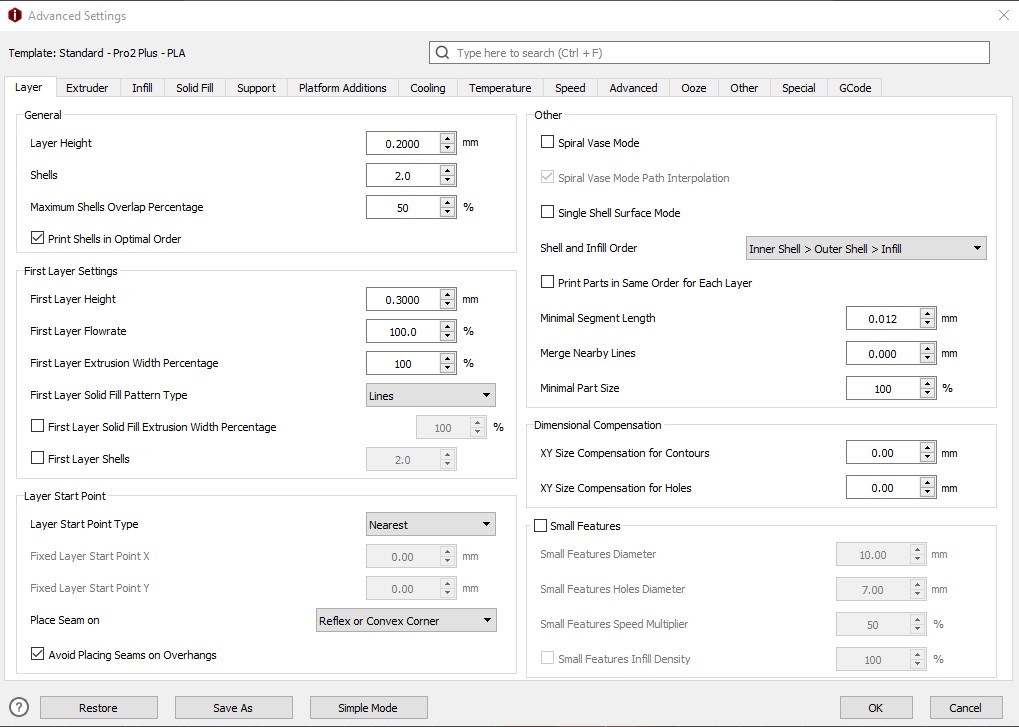 Advanced Settings
Template: Standard - Pro2 Plus - PLA
Type here to search (Ctrl + F)
Layer Extruder Infill Solid Fill Support Platform Additions Cooling Temperature Speed Advanced Ooze Other Special GCode
General
Layer Height 0.2000 mm
Shells 2.0
Maximum Shells Overlap Percentage 50 %
Print Shells in Optimal Order
First Layer Settings
First Layer Height 0.3000 mm
First Layer Flowrate 100.0 %
First Layer Extrusion Width Percentage 100 %
First Layer Solid Fill Pattern Type Lines
First Layer Solid Fill Extrusion Width Percentage 100 %
First Layer Shells 2.0
Layer Start Point
Layer Start Point Type Nearest
Fixed Layer Start Point X 0.00 mm
Fixed Layer Start Point Y 0.00 mm
Place Seam on Reflex or Convex Corner
Avoid Placing Seams on Overhangs
Other
Spiral Vase Mode
Spiral Vase Mode Path Interpolation
Single Shell Surface Mode
Shell and Infill Order Inner Shell > Outer Shell > Infill
Print Parts in Same Order for Each Layer
Minimal Segment Length 0.012 mm
Merge Nearby Lines 0.000 mm
Minimal Part Size 100 %
Dimensional Compensation
XY Size Compensation for Contours 0.00 mm
XY Size Compensation for Holes 0.00 mm
Small Features
Small Features Diameter 10.00 mm
Small Features Holes Diameter 7.00 mm
Small Features Speed Multiplier 50 %
Small Features Infill Density 100 %
? Restore Save As Simple Mode OK Cancel